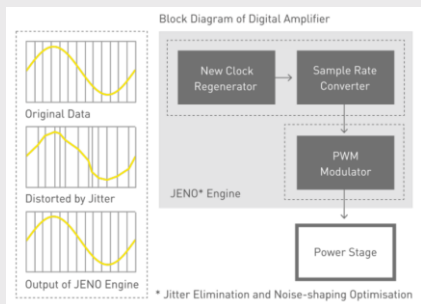 Block Diagram of Digital Amplifier
Original Data
Distorted by Jitter
Output of JENO Engine
New Clock
Regenerator
Sample Rate
Converter
PWM
Modulator
JENO* Engine
Power Stage
* Jitter Elimination and Noise-shaping Optimisation